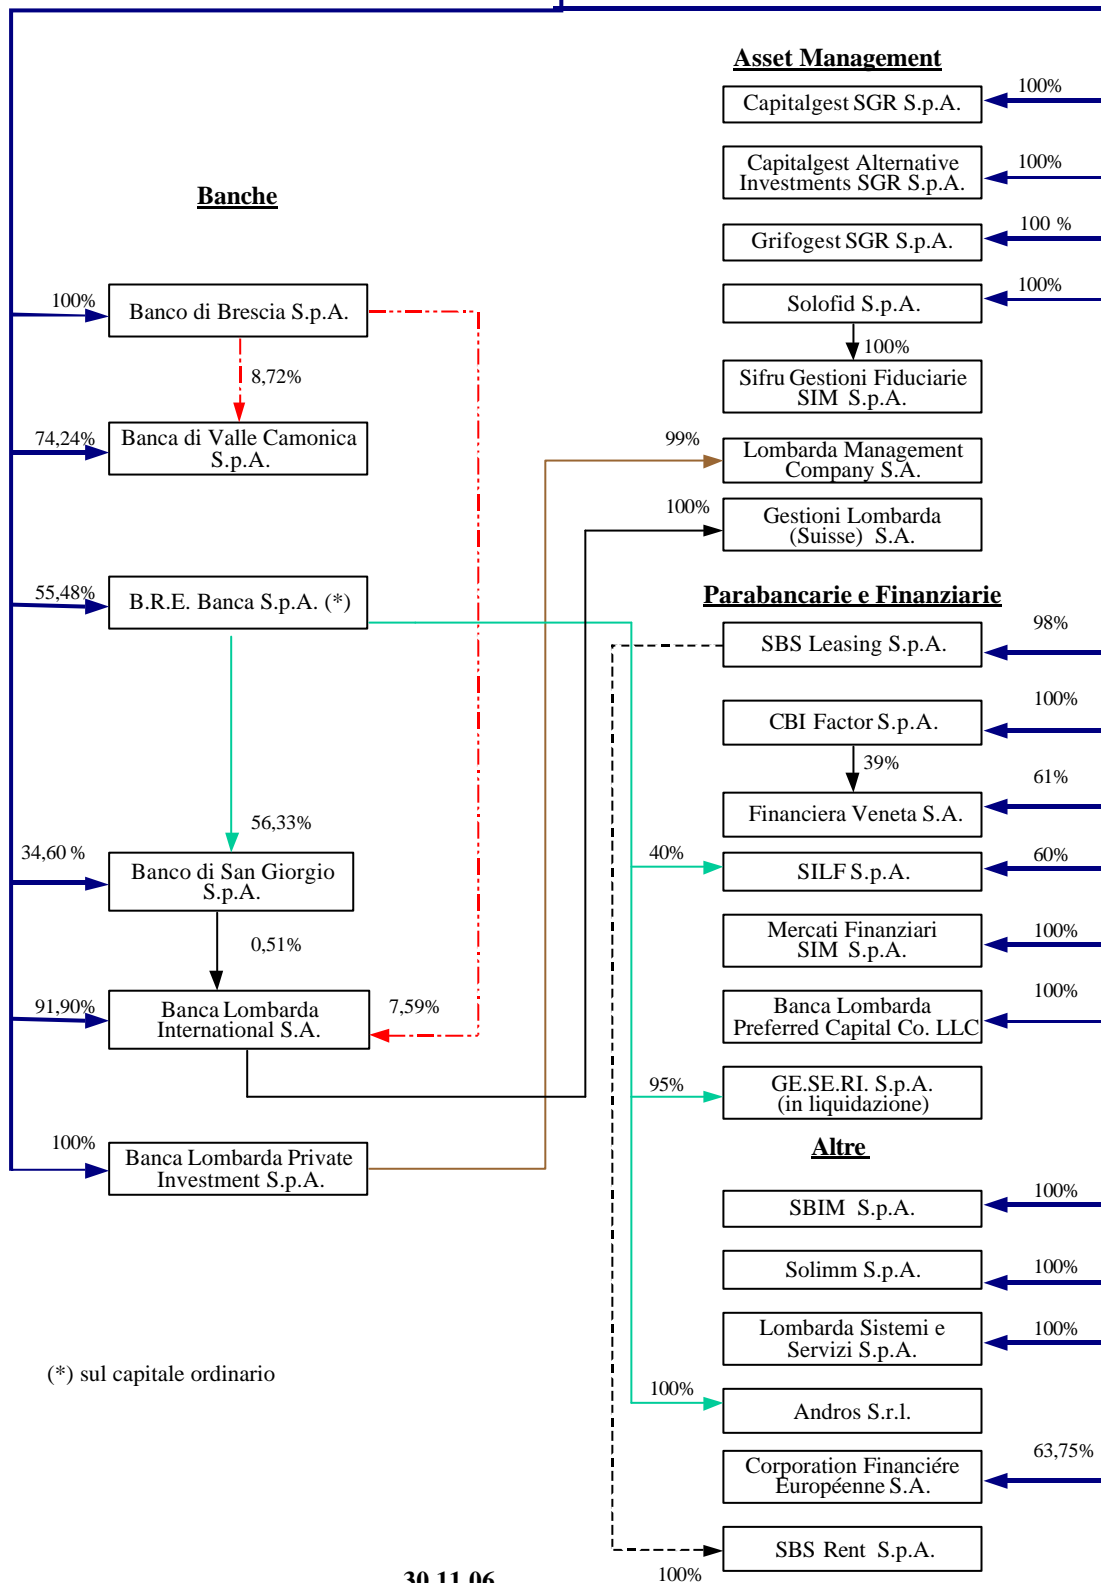 Banche
100%
Banco di Brescia S.p.A.
8,72%
74,24%
Banca di Valle Camonica
S.p.A.
55,48%
B.R.E. Banca S.p.A. (*)
56,33%
34,60 %
Banco di San Giorgio
S.p.A.
0,51%
91,90%
Banca Lombarda
International S.A.
7,59%
100%
Banca Lombarda Private
Investment S.p.A.
(*) sul capitale ordinario
Asset Management
Capitalgest SGR S.p.A.
100%
Capitalgest Alternative
Investments SGR S.p.A.
100%
Grifogest SGR S.p.A.
100 %
Solofid S.p.A.
100%
100%
Sifru Gestioni Fiduciarie
SIM S.p.A.
99%
Lombarda Management
Company S.A.
100%
Gestioni Lombarda
(Suisse) S.A.
Parabancarie e Finanziarie
SBS Leasing S.p.A.
98%
CBI Factor S.p.A.
100%
39%
Financiera Veneta S.A.
61%
40%
SILF S.p.A.
60%
Mercati Finanziari
SIM S.p.A.
100%
Banca Lombarda
Preferred Capital Co. LLC
100%
95%
GE.SE.RI. S.p.A.
(in liquidazione)
Altre
SBIM S.p.A.
100%
Solimm S.p.A.
100%
Lombarda Sistemi e
Servizi S.p.A.
100%
100%
Andros S.r.l.
Corporation Financiére
Européenne S.A.
63,75%
SBS Rent S.p.A.
100%
30.11.06